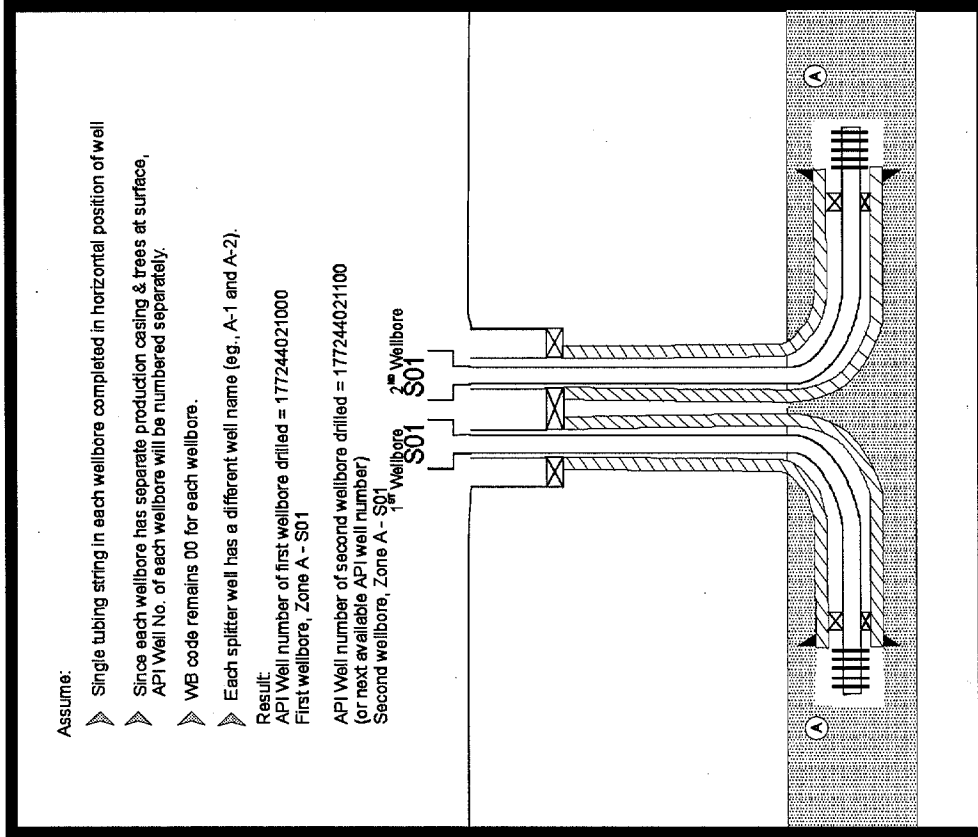 Assume:
Single tubing string in each wellbore completed in horizontal position of well
Since each wellbore has separate production casing & trees at surface,
API Well No. of each wellbore will be numbered separately.
WB code remains 00 for each wellbore.
Each splitter well has a different well name (eg., A-1 and A-2).
Result:
API Well number of first wellbore drilled = 177244021000
First wellbore, Zone A - S01
API Well number of second wellbore drilled = 177244021100
(or next available API well number)
Second wellbore, Zone A - S01
1ST Wellbore
S01
2ND Wellbore
S01
A
A